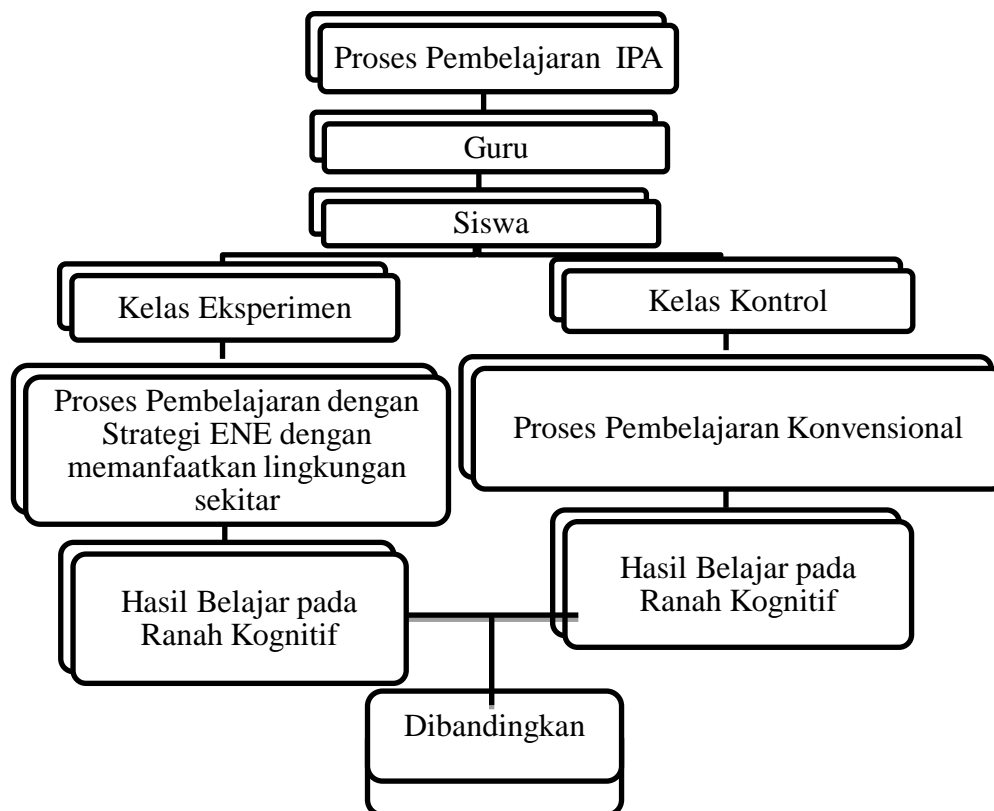 Proses Pembelajaran IPA
Guru
Siswa
Kelas Eksperimen
Kelas Kontrol
Proses Pembelajaran dengan
Strategi ENE dengan
memanfaatkan lingkungan
sekitar
Proses Pembelajaran Konvensional
Hasil Belajar pada
Ranah Kognitif
Hasil Belajar pada
Ranah Kognitif
Dibandingkan